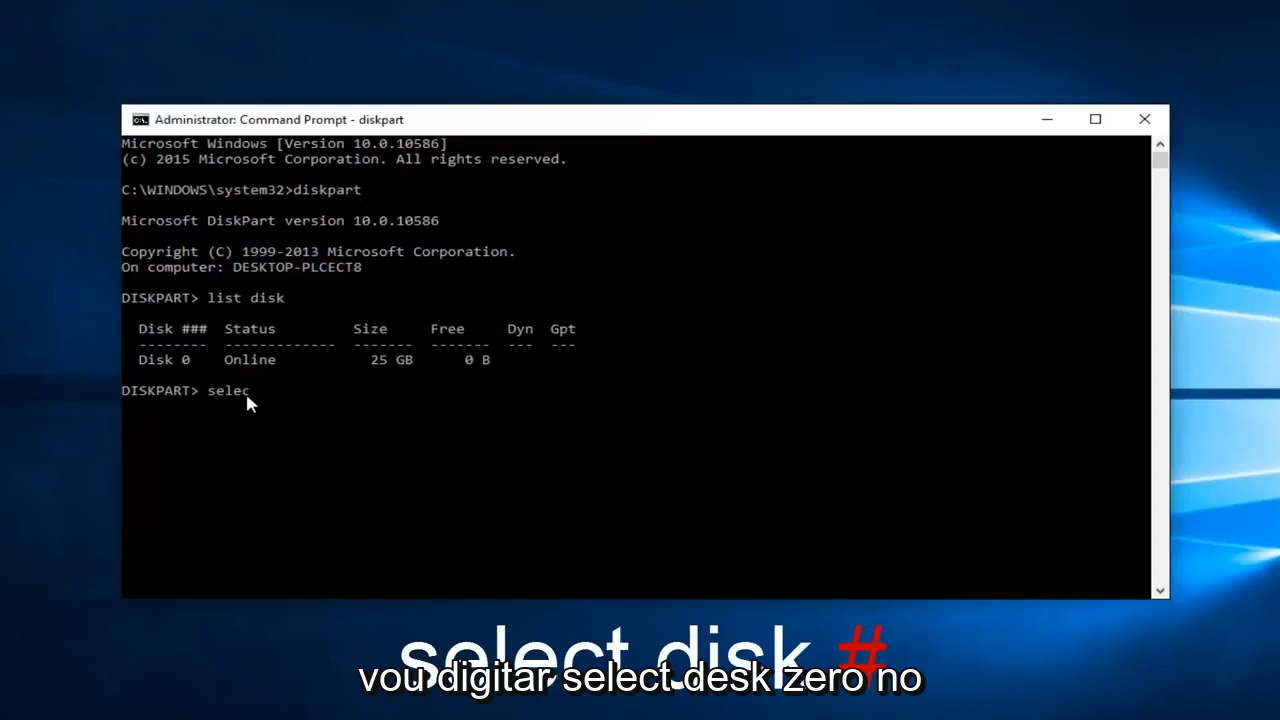 Administrator: Command Prompt - diskpart
Microsoft Windows [Version 10.0.10586]
(c) 2015 Microsoft Corporation. All rights reserved.
C:\WINDOWS\system32>diskpart
Microsoft DiskPart version 10.0.10586
Copyright (C) 1999-2013 Microsoft Corporation.
On computer: DESKTOP-PLCECT8
DISKPART> list disk
Disk ### Status Size Free Dyn Gpt
-------- ------------- ------- ------- --- ---
Disk 0 Online 25 GB 0 B
DISKPART> selec
select disk #
vou digitar select desk zero no